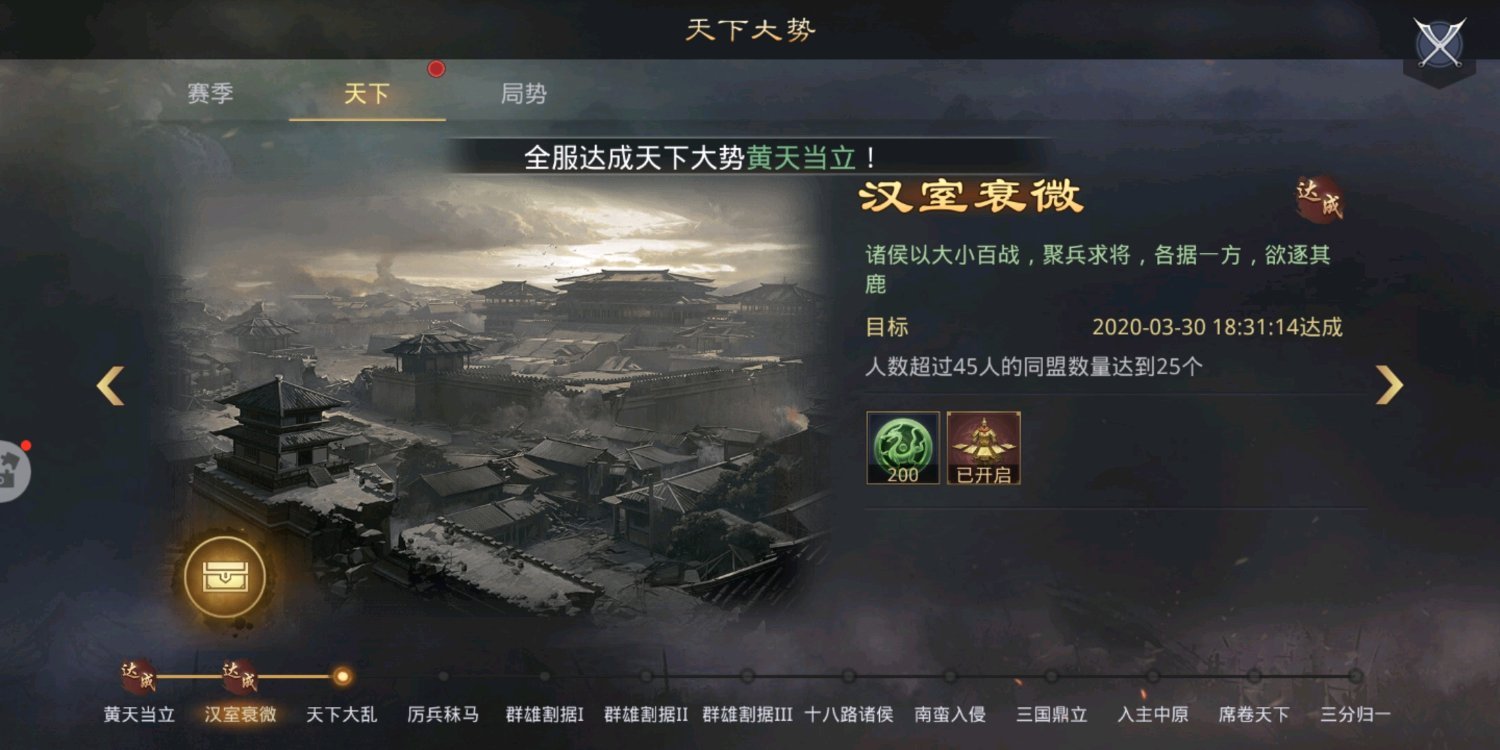 天下大势
赛季
天下
局势
全服达成天下大势黄天当立！
汉室衰微
达成
诸侯以大小百战，聚兵求将，各据一方，欲逐其
鹿
目标
2020-03-30 18:31:14达成
人数超过45人的同盟数量达到25个
200
已开启
达成
达成
黄天当立
汉室衰微
天下大乱
厉兵秣马
群雄割据I
群雄割据II
群雄割据III
十八路诸侯
南蛮入侵
三国鼎立
入主中原
席卷天下
三分归一